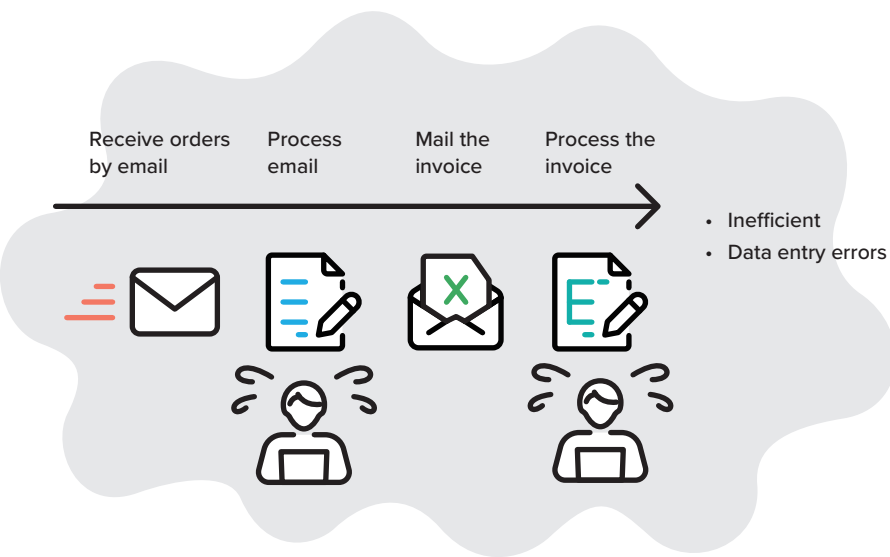 Receive orders
by email
Process
email
Mail the
invoice
Process the
invoice
• Inefficient
• Data entry errors
X
E